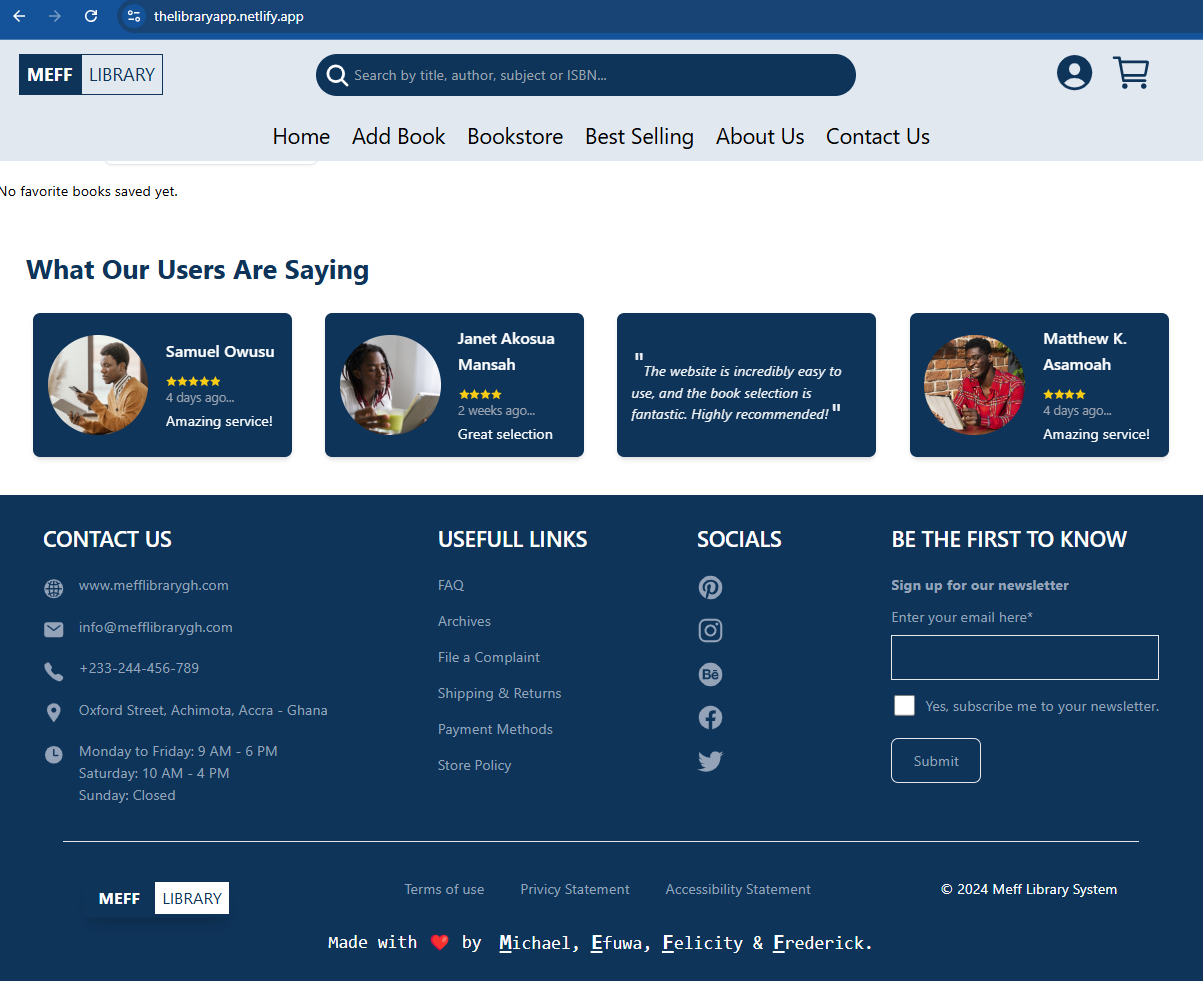 thelibraryapp.netlify.app
MEFF LIBRARY
Search by title, author, subject or ISBN...
Home Add Book Bookstore Best Selling About Us Contact Us
No favorite books saved yet.
What Our Users Are Saying
Samuel Owusu
4 days ago...
Amazing service!
Janet Akosua
Mansah
2 weeks ago...
Great selection
"The website is incredibly easy to
use, and the book selection is
fantastic. Highly recommended!"
Matthew K.
Asamoah
4 days ago...
Amazing service!
CONTACT US
www.mefflibrarygh.com
info@mefflibrarygh.com
+233-244-456-789
Oxford Street, Achimota, Accra - Ghana
Monday to Friday: 9 AM - 6 PM
Saturday: 10 AM - 4 PM
Sunday: Closed
USEFULL LINKS
FAQ
Archives
File a Complaint
Shipping & Returns
Payment Methods
Store Policy
SOCIALS
Bē
BE THE FIRST TO KNOW
Sign up for our newsletter
Enter your email here*
Yes, subscribe me to your newsletter.
Submit
MEFF LIBRARY
Terms of use Privicy Statement Accessibility Statement
© 2024 Meff Library System
Made with ❤️ by Michael, Efuwa, Felicity & Frederick.